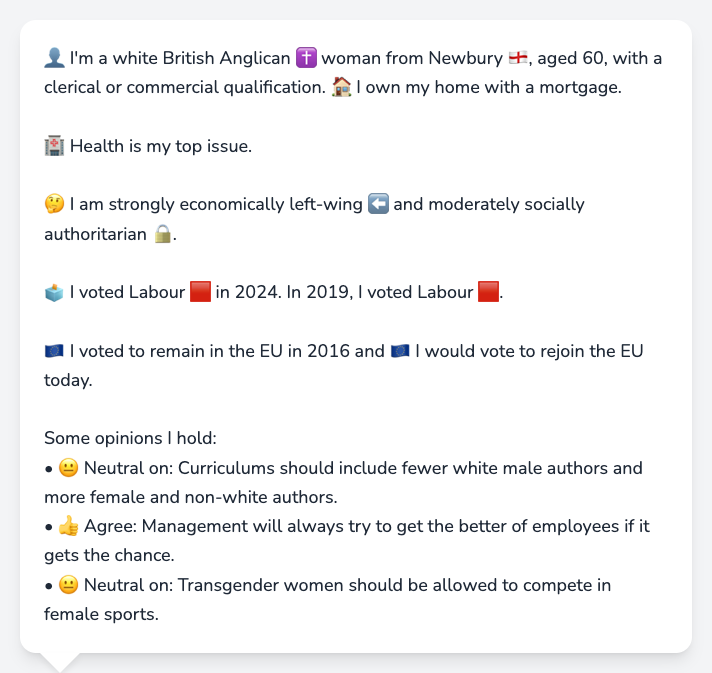 👤 I'm a white British Anglican ✝️ woman from Newbury 🏴󠁧󠁢󠁥󠁮󠁧󠁿, aged 60, with a
clerical or commercial qualification. 🏠 I own my home with a mortgage.
🏥 Health is my top issue.
🤔 I am strongly economically left-wing ⬅️ and moderately socially
authoritarian 🔒.
🗳️ I voted Labour 🟥 in 2024. In 2019, I voted Labour 🟥.
🇪🇺 I voted to remain in the EU in 2016 and 🇪🇺 I would vote to rejoin the EU
today.
Some opinions I hold:
• 😐 Neutral on: Curriculums should include fewer white male authors and
more female and non-white authors.
• 👍 Agree: Management will always try to get the better of employees if it
gets the chance.
• 😐 Neutral on: Transgender women should be allowed to compete in
female sports.